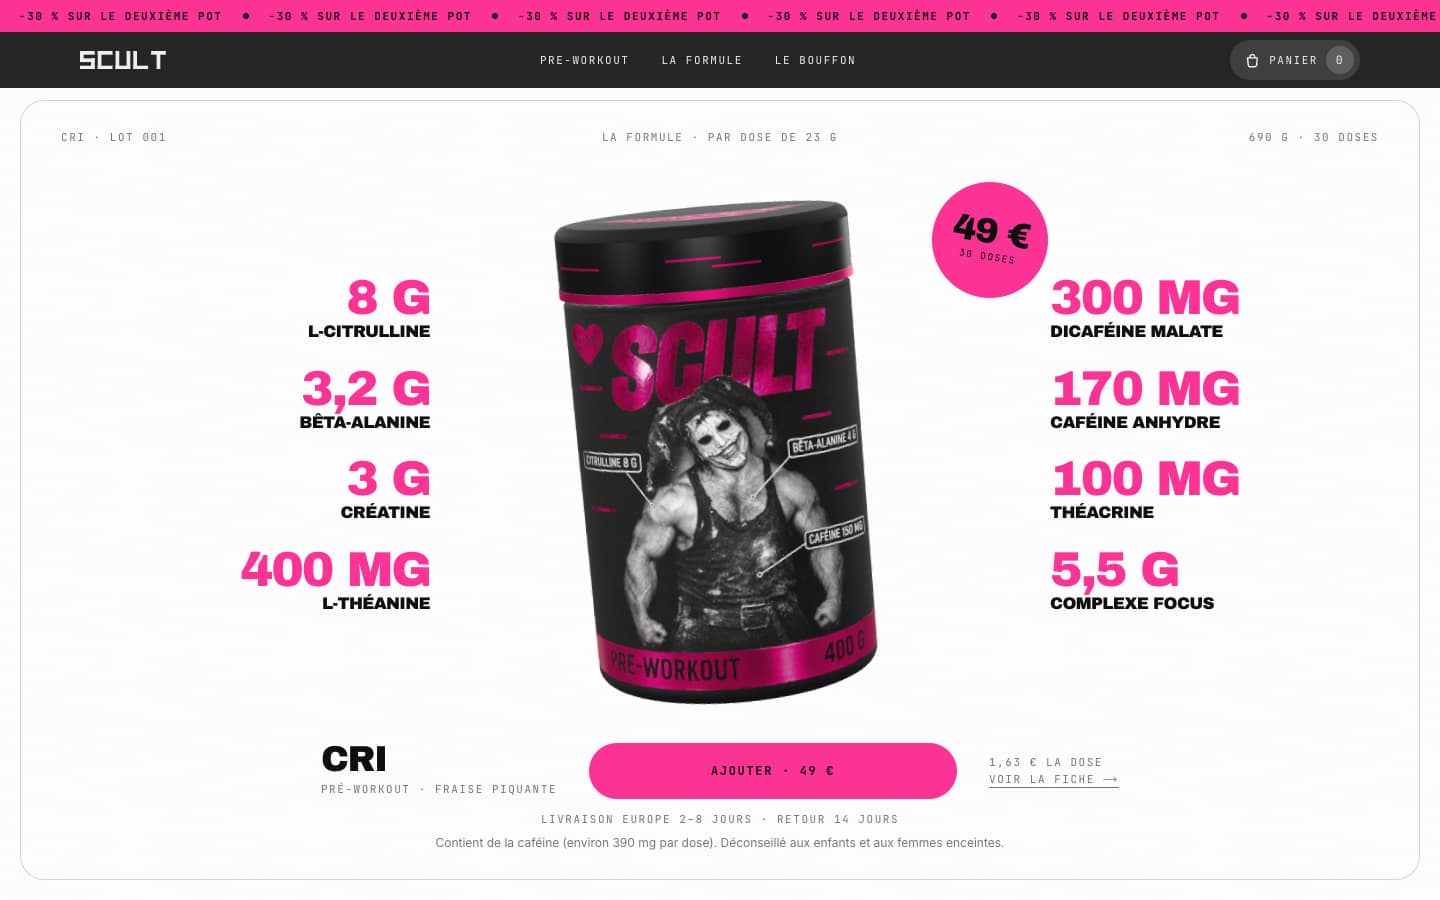 -30 % SUR LE DEUXIÈME POT • -30 % SUR LE DEUXIÈME POT • -30 % SUR LE DEUXIÈME POT • -30 % SUR LE DEUXIÈME POT • -30 % SUR LE DEUXIÈME POT • -30 % SUR LE DEUXIÈME
SCULT
PRE-WORKOUT
LA FORMULE
LE BOUFFON
PANIER 0
CRI · LOT 001
LA FORMULE · PAR DOSE DE 23 G
690 G · 30 DOSES
8 G
L-CITRULLINE
3,2 G
BÊTA-ALANINE
3 G
CRÉATINE
400 MG
L-THÉANINE
SCULT
CITRULLINE 8 G
BÊTA-ALANINE 4 G
CAFÉINE 150 MG
PRE-WORKOUT
400 G
49 €
30 DOSES
300 MG
DICAFÉINE MALATE
170 MG
CAFÉINE ANHYDRE
100 MG
THÉACRINE
5,5 G
COMPLEXE FOCUS
CRI
PRÉ-WORKOUT · FRAISE PIQUANTE
AJOUTER · 49 €
1,63 € LA DOSE
VOIR LA FICHE →
LIVRAISON EUROPE 2–8 JOURS · RETOUR 14 JOURS
Contient de la caféine (environ 390 mg par dose). Déconseillé aux enfants et aux femmes enceintes.